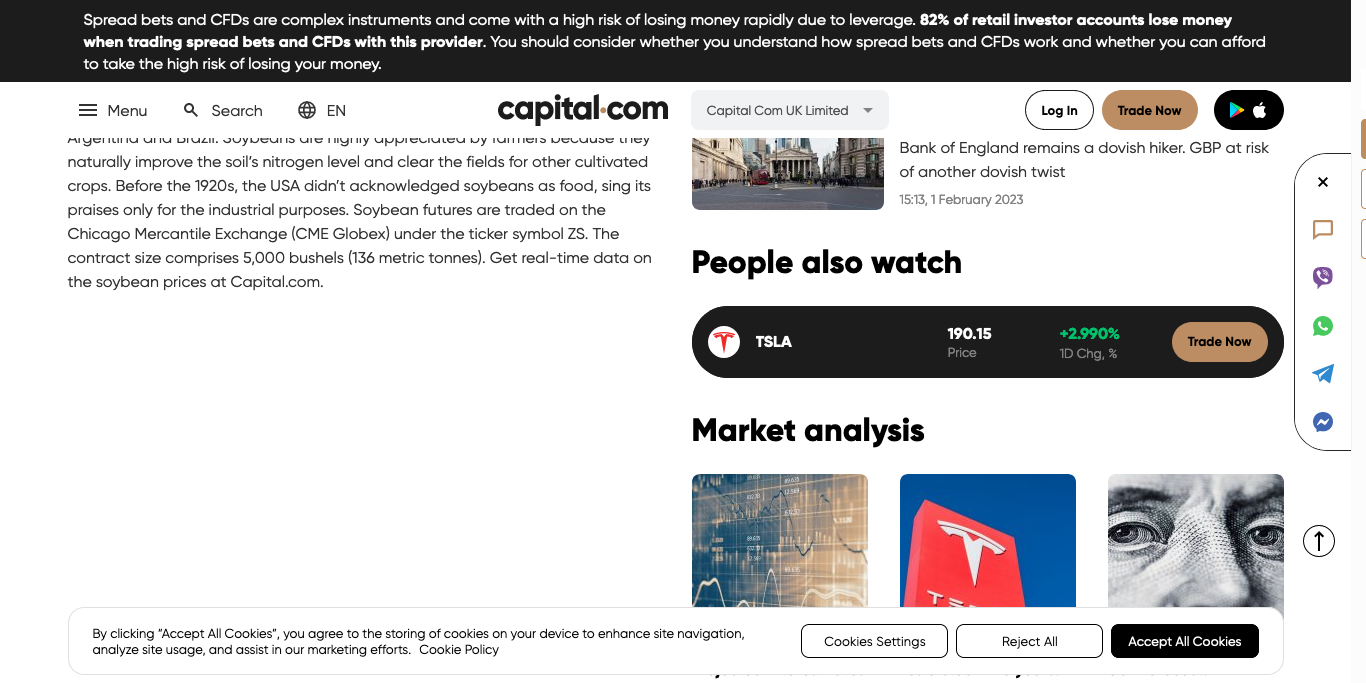 Spread bets and CFDs are complex instruments and come with a high risk of losing money rapidly due to leverage. 82% of retail investor accounts lose money
when trading spread bets and CFDs with this provider. You should consider whether you understand how spread bets and CFDs work and whether you can afford
to take the high risk of losing your money.
Menu
Search
EN
capital.com
Capital Com UK Limited
Log In
Trade Now
Argentina and Brazil. Soybeans are highly appreciated by farmers because they
naturally improve the soil's nitrogen level and clear the fields for other cultivated
crops. Before the 1920s, the USA didn't acknowledged soybeans as food, sing its
praises only for the industrial purposes. Soybean futures are traded on the
Chicago Mercantile Exchange (CME Globex) under the ticker symbol ZS. The
contract size comprises 5,000 bushels (136 metric tonnes). Get real-time data on
the soybean prices at Capital.com.
Bank of England remains a dovish hiker. GBP at risk
of another dovish twist
15:13, 1 February 2023
People also watch
TSLA
190.15
Price
+2.990%
1D Chg, %
Trade Now
Market analysis
By clicking “Accept All Cookies”, you agree to the storing of cookies on your device to enhance site navigation,
analyze site usage, and assist in our marketing efforts. Cookie Policy
Cookies Settings
Reject All
Accept All Cookies